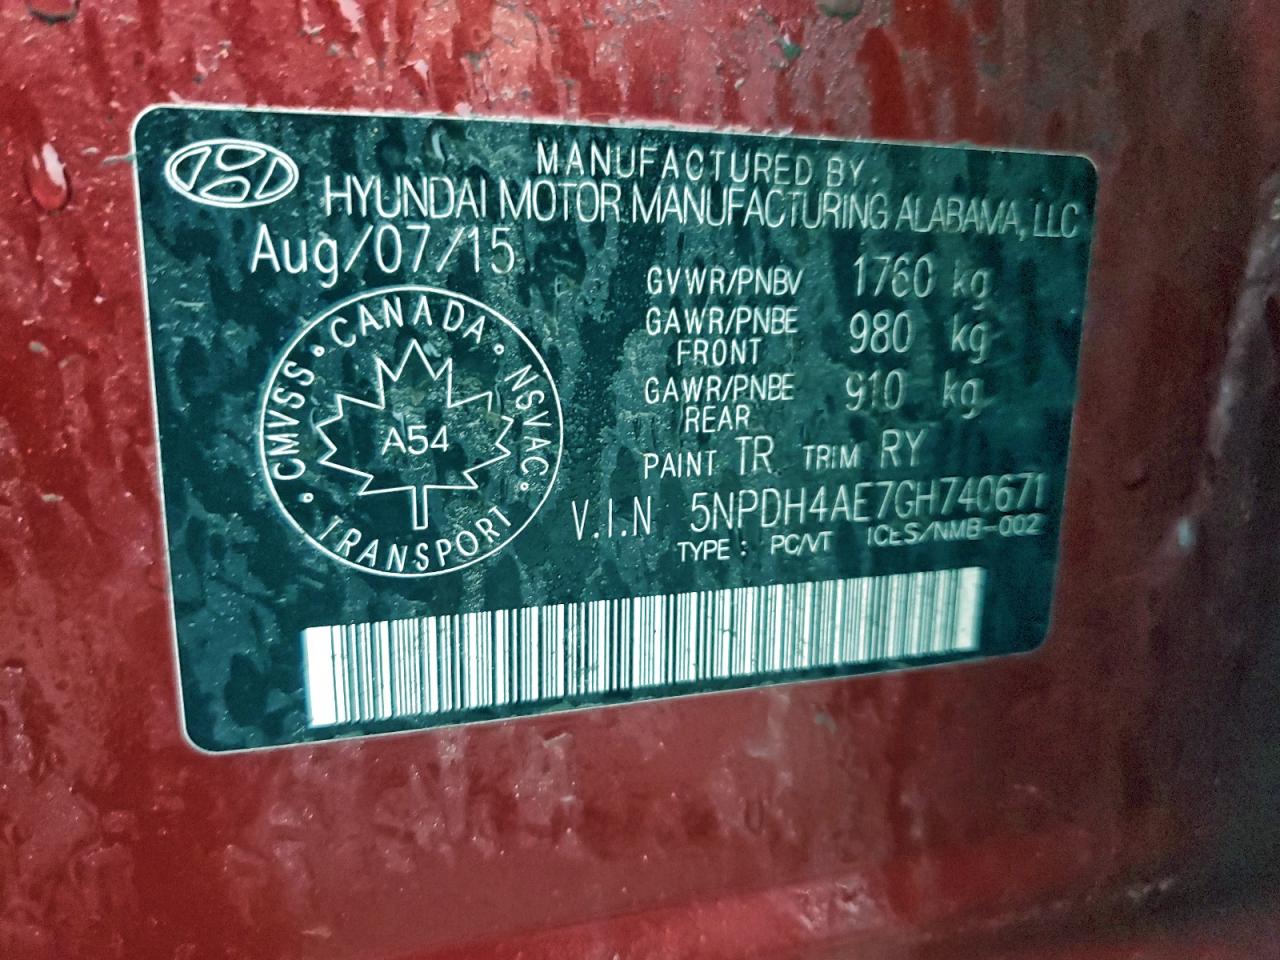 MANUFACTURED BY.
HYUNDAI MOTOR MANUFACTURING ALABAMA, LLC
Aug/07/15
GVWR/PNBV 1760 kg
GAWR/PNBE FRONT 980 kg
GAWR/PNBE REAR 910 kg
PAINT TR TRIM RY
V.I.N 5NPDH4AE7GH740671
TYPE : PC/VT ICES/NMB-002
CANADA
CMVSS
NSVAC
A54
TRANSPORT